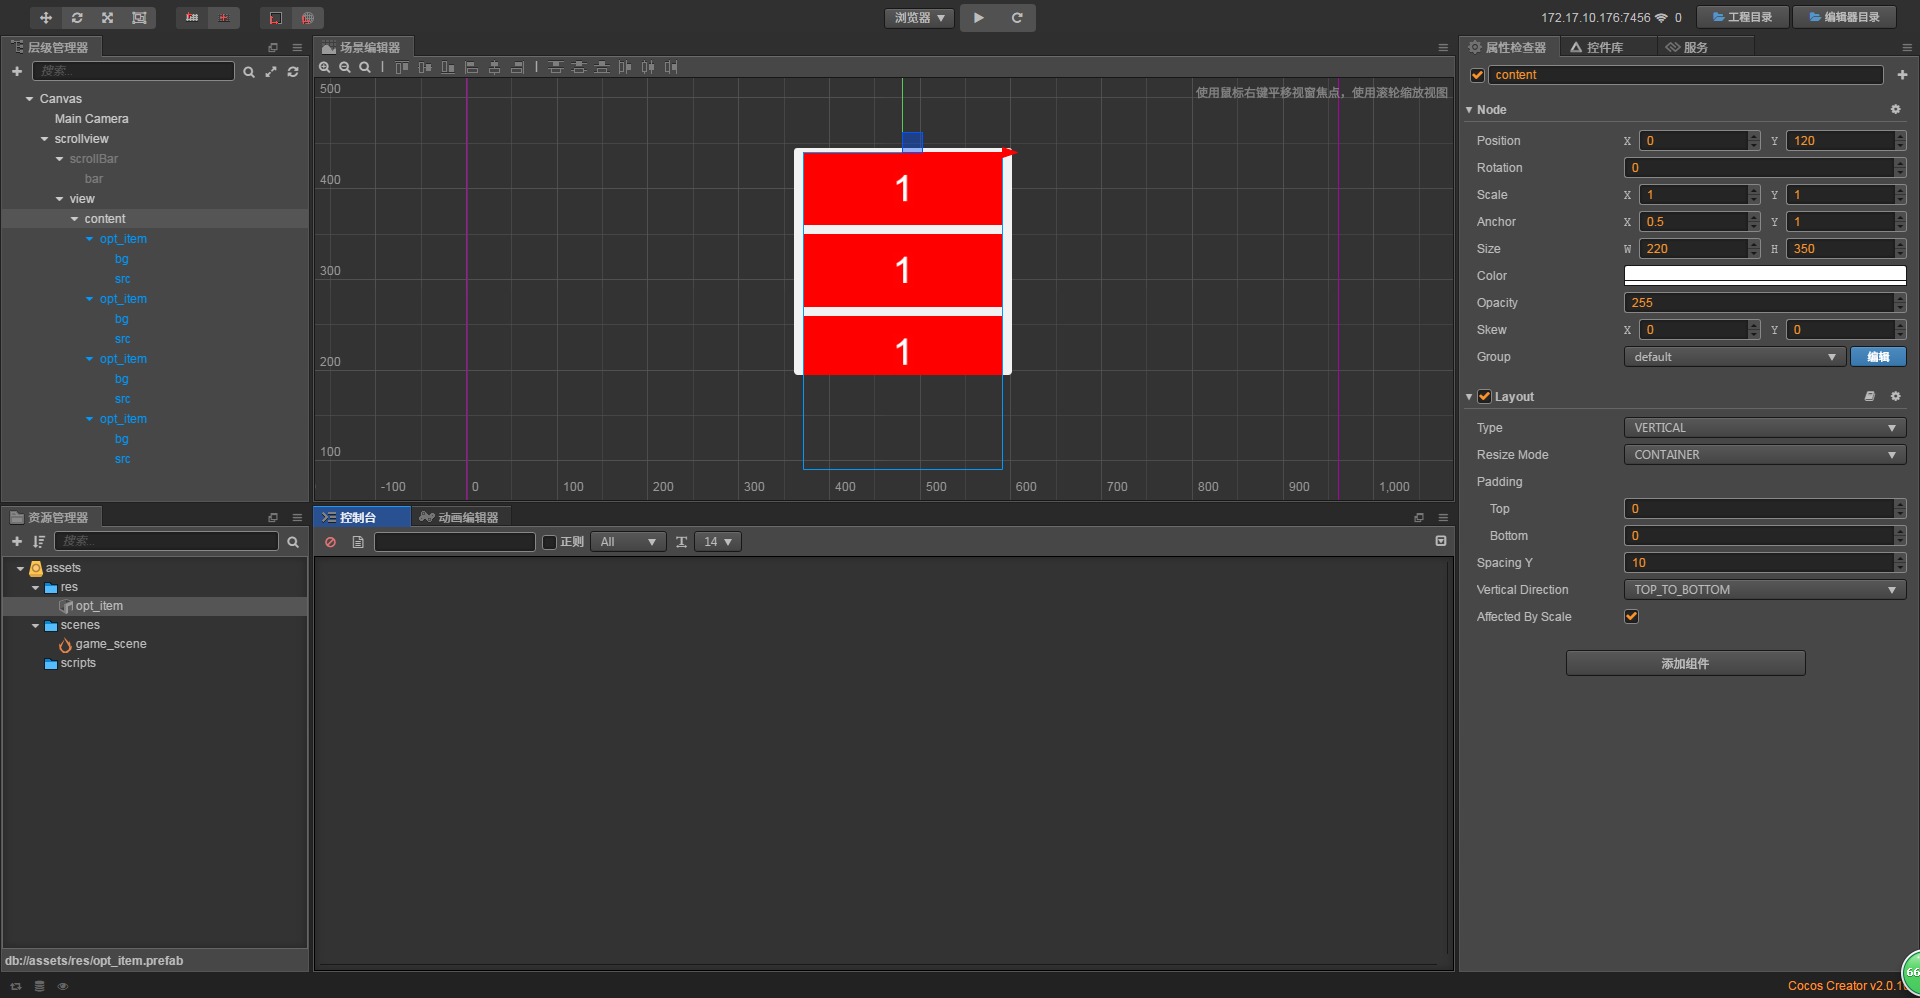 浏览器
172.17.10.176:7456 0
工程目录
编辑器目录
层级管理器
搜索...
Canvas
Main Camera
scrollview
scrollBar
bar
view
content
opt_item
bg
src
opt_item
bg
src
opt_item
bg
src
opt_item
bg
src
场景编辑器
使用鼠标右键平移视窗焦点，使用滚轮缩放视图
500
400
300
200
100
-100 0 100 200 300 400 500 600 700 800 900 1,000
1
1
1
资源管理器
搜索...
assets
res
opt_item
scenes
game_scene
scripts
db://assets/res/opt_item.prefab
控制台
动画编辑器
正则
All
14
属性检查器
控件库
服务
content
Node
Position X 0 Y 120
Rotation 0
Scale X 1 Y 1
Anchor X 0.5 Y 1
Size W 220 H 350
Color
Opacity 255
Skew X 0 Y 0
Group default 编辑
Layout
Type VERTICAL
Resize Mode CONTAINER
Padding
Top 0
Bottom 0
Spacing Y 10
Vertical Direction TOP_TO_BOTTOM
Affected By Scale
添加组件
66
Cocos Creator v2.0.1